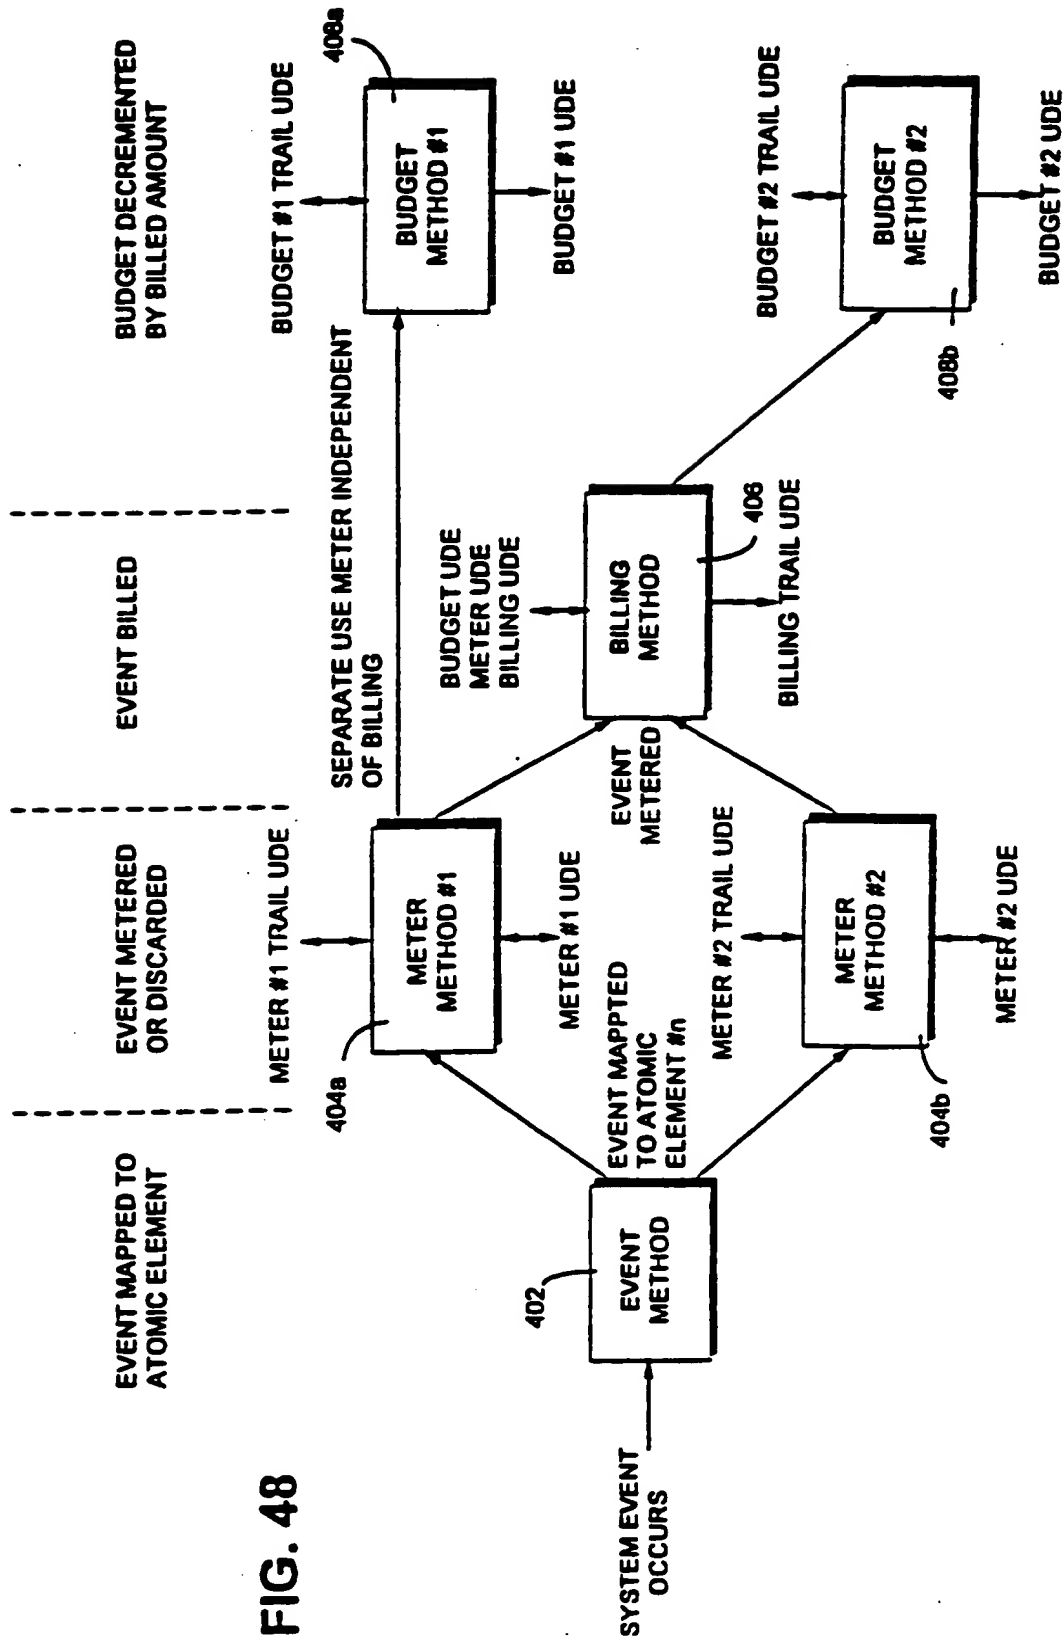 FIG. 48
EVENT MAPPED TO
ATOMIC ELEMENT
EVENT METERED
OR DISCARDED
EVENT BILLED
BUDGET DECREMENTED
BY BILLED AMOUNT
SYSTEM EVENT
OCCURS
402
EVENT
METHOD
EVENT MAPPTED
TO ATOMIC
ELEMENT #n
METER #1 TRAIL UDE
404a
METER
METHOD #1
METER #1 UDE
METER #2 TRAIL UDE
METER
METHOD #2
404b
METER #2 UDE
SEPARATE USE METER INDEPENDENT
OF BILLING
EVENT
METERED
BUDGET UDE
METER UDE
BILLING UDE
BILLING
METHOD
406
BILLING TRAIL UDE
BUDGET #1 TRAIL UDE
408a
BUDGET
METHOD #1
BUDGET #1 UDE
BUDGET #2 TRAIL UDE
BUDGET
METHOD #2
408b
BUDGET #2 UDE